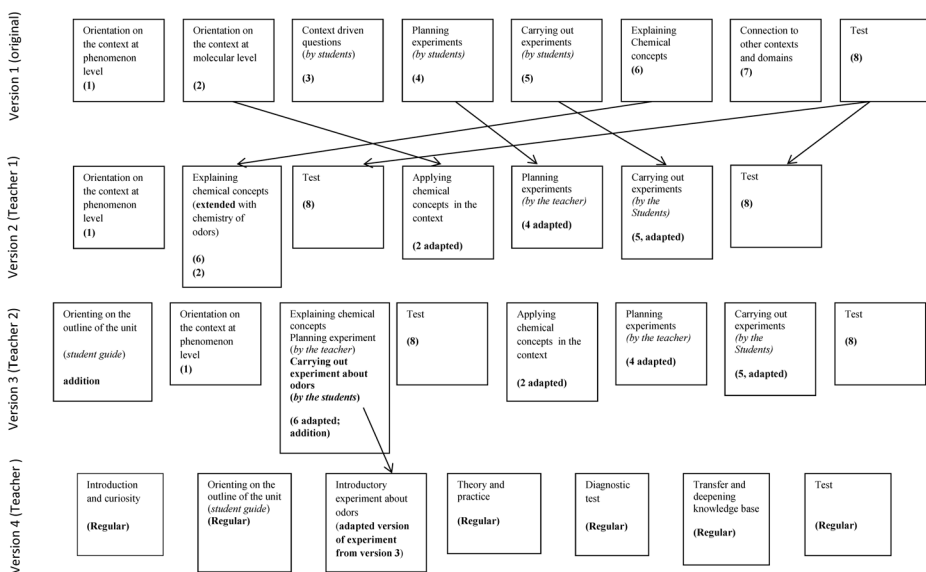 Version 1 (original)
Orientation on
the context at
phenomenon
level
(1)
Orientation on
the context at
molecular level
(2)
Context driven
questions
(by students)
(3)
Planning
experiments
(by students)
(4)
Carrying out
experiments
(by students)
(5)
Explaining
Chemical
concepts
(6)
Connection to
other contexts
and domains
(7)
Test
(8)
Version 2 (Teacher 1)
Orientation on
the context at
phenomenon
level
(1)
Explaining
chemical concepts
(extended with
chemistry of
odors)
(6)
(2)
Test
(8)
Applying
chemical
concepts in the
context
(2 adapted)
Planning
experiments
(by the teacher)
(4 adapted)
Carrying out
experiments
(by the
Students)
(5, adapted)
Test
(8)
Version 3 (Teacher 2)
Orienting on the
outline of the unit
(student guide)
addition
Orientation on
the context at
phenomenon
level
(1)
Explaining chemical
concepts
Planning experiment
(by the teacher)
Carrying out
experiment about
odors
(by the students)
(6 adapted;
addition)
Test
(8)
Applying
chemical
concepts in the
context
(2 adapted)
Planning
experiments
(by the teacher)
(4 adapted)
Carrying out
experiments
(by the
Students)
(5, adapted)
Test
(8)
Version 4 (Teacher )
Introduction
and curiosity
(Regular)
Orienting on the
outline of the unit
(student guide)
(Regular)
Introductory
experiment about
odors
(adapted version
of experiment
from version 3)
Theory and
practice
(Regular)
Diagnostic
test
(Regular)
Transfer and
deepening
knowledge base
(Regular)
Test
(Regular)